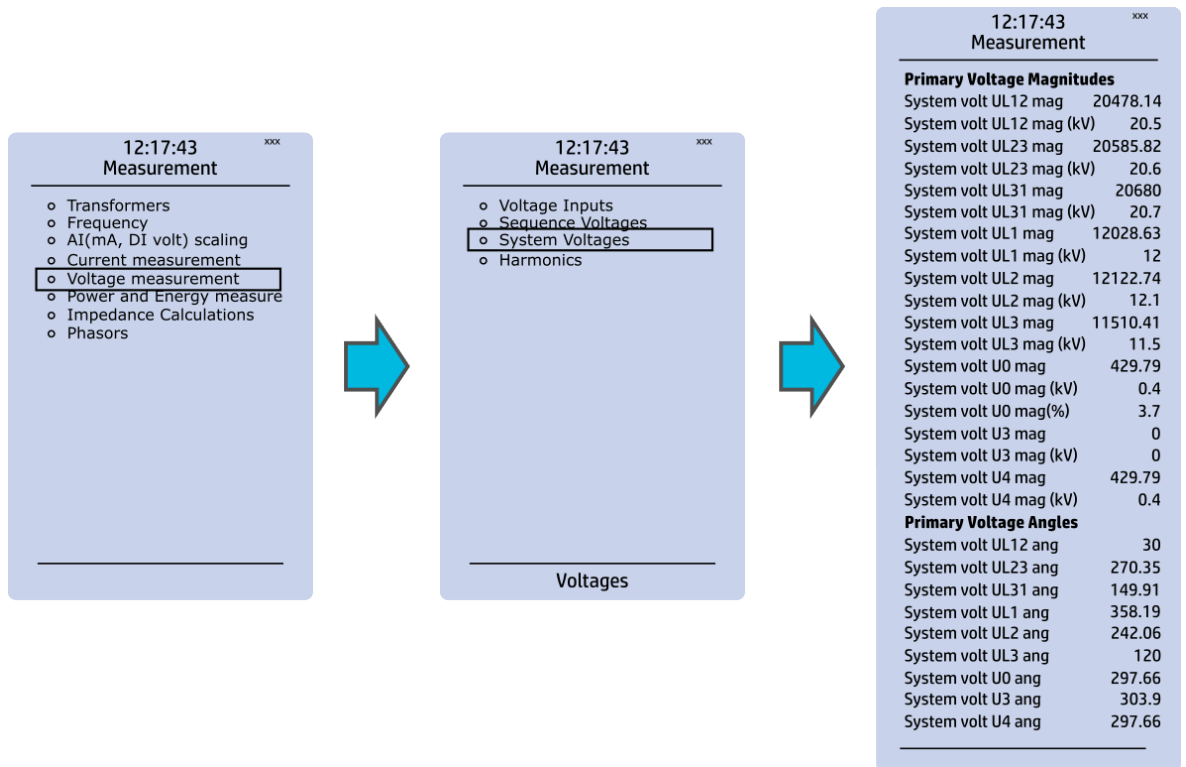 12:17:43 xxx
Measurement
Transformers
Frequency
AI(mA, DI volt) scaling
Current measurement
Voltage measurement
Power and Energy measure
Impedance Calculations
Phasors
12:17:43 xxx
Measurement
Voltage Inputs
Sequence Voltages
System Voltages
Harmonics
Voltages
12:17:43 xxx
Measurement
Primary Voltage Magnitudes
System volt UL12 mag 20478.14
System volt UL12 mag (kV) 20.5
System volt UL23 mag 20585.82
System volt UL23 mag (kV) 20.6
System volt UL31 mag 20680
System volt UL31 mag (kV) 20.7
System volt UL1 mag 12028.63
System volt UL1 mag (kV) 12
System volt UL2 mag 12122.74
System volt UL2 mag (kV) 12.1
System volt UL3 mag 11510.41
System volt UL3 mag (kV) 11.5
System volt U0 mag 429.79
System volt U0 mag (kV) 0.4
System volt U0 mag(%) 3.7
System volt U3 mag 0
System volt U3 mag (kV) 0
System volt U4 mag 429.79
System volt U4 mag (kV) 0.4
Primary Voltage Angles
System volt UL12 ang 30
System volt UL23 ang 270.35
System volt UL31 ang 149.91
System volt UL1 ang 358.19
System volt UL2 ang 242.06
System volt UL3 ang 120
System volt U0 ang 297.66
System volt U3 ang 303.9
System volt U4 ang 297.66